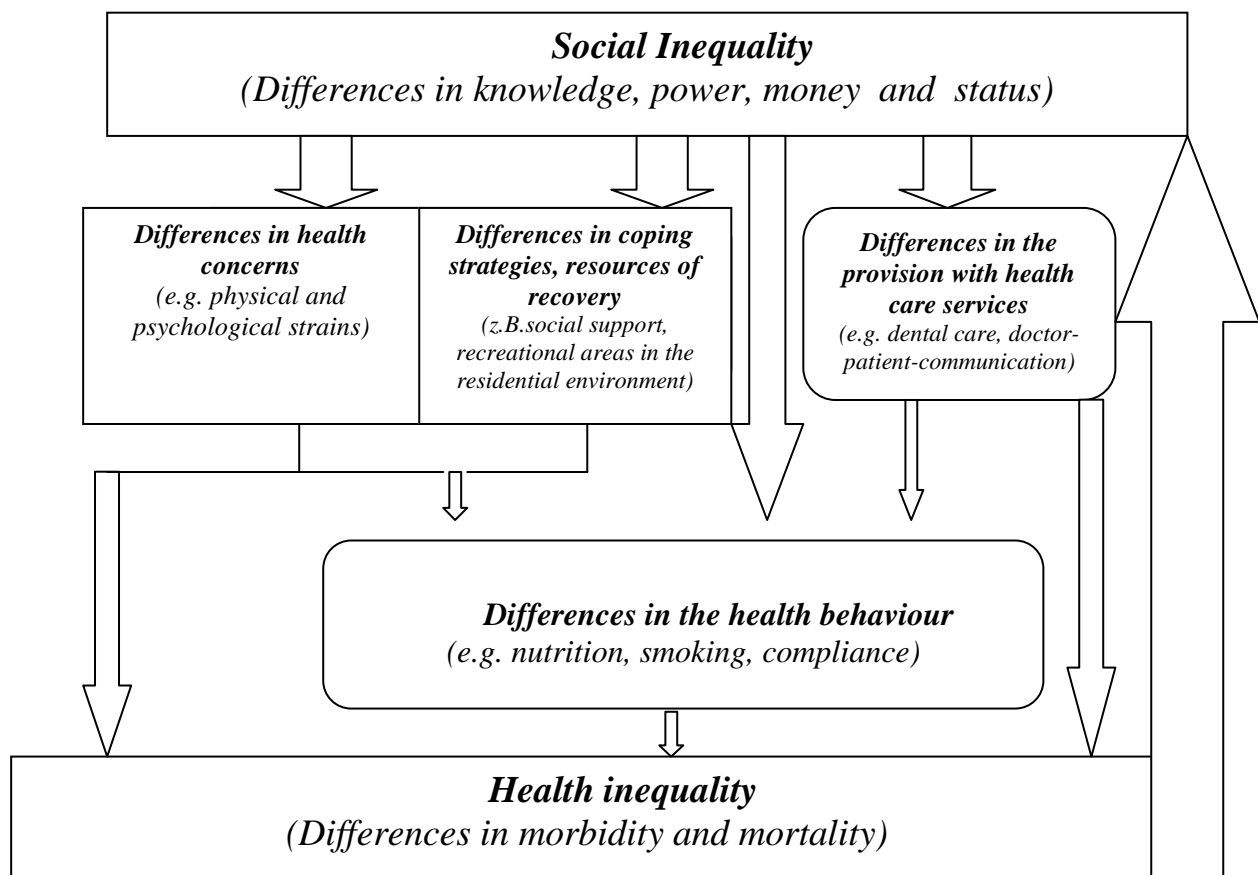 Social Inequality
(Differences in knowledge, power, money and status)
Differences in health
concerns
(e.g. physical and
psychological strains)
Differences in coping
strategies, resources of
recovery
(z.B.social support,
recreational areas in the
residential environment)
Differences in the
provision with health
care services
(e.g. dental care, doctor-
patient-communication)
Differences in the health behaviour
(e.g. nutrition, smoking, compliance)
Health inequality
(Differences in morbidity and mortality)